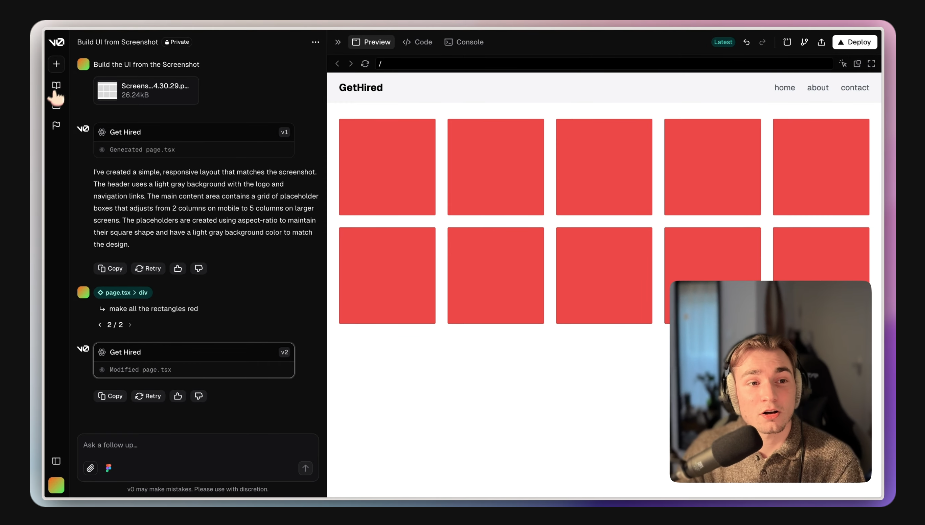 v0
Build UI from Screenshot
Private
Preview
Code
Console
Latest
Deploy
Build the UI from the Screenshot
/
Screens...4.30.29.p...
26.24kB
GetHired
home
about
contact
v0
Get Hired
v1
Generated page.tsx
I've created a simple, responsive layout that matches the screenshot.
The header uses a light gray background with the logo and
navigation links. The main content area contains a grid of placeholder
boxes that adjusts from 2 columns on mobile to 5 columns on larger
screens. The placeholders are created using aspect-ratio to maintain
their square shape and have a light gray background color to match
the design.
Copy
Retry
page.tsx > div
make all the rectangles red
2 / 2
v0
Get Hired
v2
Modified page.tsx
Copy
Retry
Ask a follow up...
v0 may make mistakes. Please use with discretion.